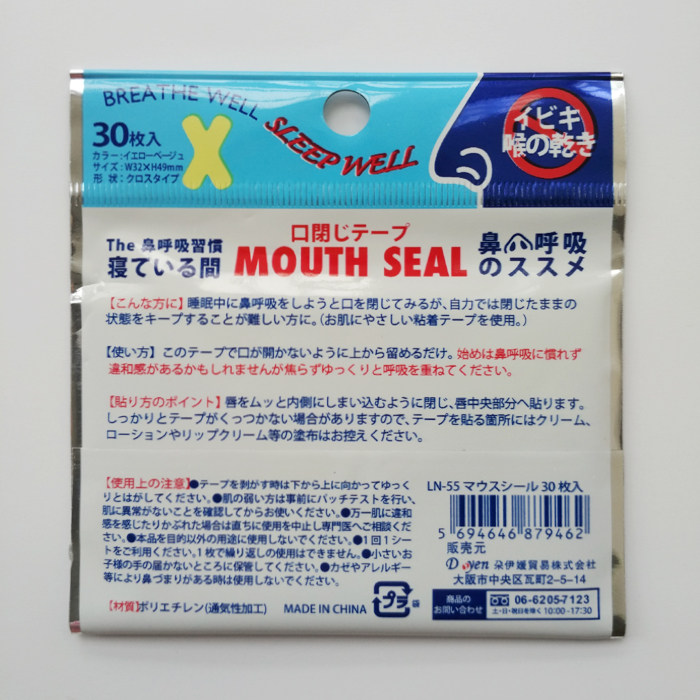 BREATHE WELL
SLEEP WELL
30枚入
カラー:イエローベージュ
サイズ:W32×H49mm
形 状:クロスタイプ
イビキ
喉の乾き
The 鼻呼吸習慣
寝ている間
口閉じテープ
MOUTH SEAL
鼻呼吸
のススメ
【こんな方に】睡眠中に鼻呼吸をしようと口を閉じてみるが、自力では閉じたままの
状態をキープすることが難しい方に。(お肌にやさしい粘着テープを使用。)
【使い方】このテープで口が開かないように上から留めるだけ。始めは鼻呼吸に慣れず
違和感があるかもしれませんが焦らずゆっくりと呼吸を重ねてください。
【貼り方のポイント】唇をムッと内側にしまい込むように閉じ、唇中央部分へ貼ります。
しっかりとテープがくっつかない場合がありますので、テープを貼る箇所にはクリーム、
ローションやリップクリーム等の塗布はお控えください。
【使用上の注意】●テープを剥がす時は下から上に向かってゆっく
りとはがしてください。●肌の弱い方は事前にパッチテストを行い、
肌に異常がないことを確認してからお使いください。●万一肌に違和
感を感じたりかぶれた場合は直ちに使用を中止し専門医へご相談くだ
さい。●本品を目的以外の用途に使用しないでください。●1回1シー
トをご利用ください。1枚で繰り返しの使用はできません。●小さいお
子様の手の届かないところに保管してください。●カゼやアレルギー
等により鼻づまりがある時は使用しないでください。
【材質】ポリエチレン(通気性加工)
MADE IN CHINA
プラ
袋
LN-55 マウスシール 30枚入
5 694646 879462
販売元
Doyen 朶伊媛貿易株式会社
大阪市中央区瓦町2-5-14
商品の
お問い合わせ
06-6205-7123
土・日・祝日を除く 10:00-17:30